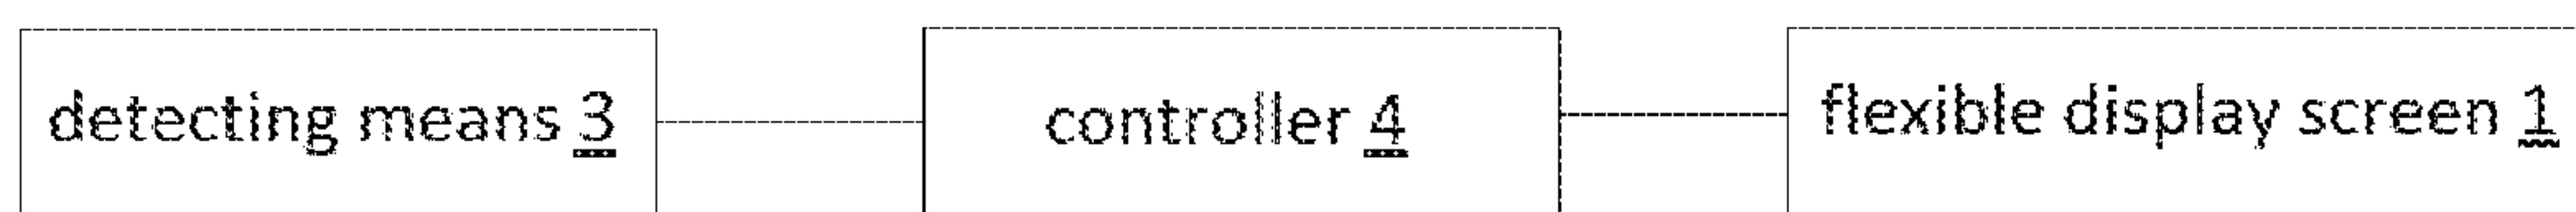 detecting means 3
controller 4
flexible display screen 1